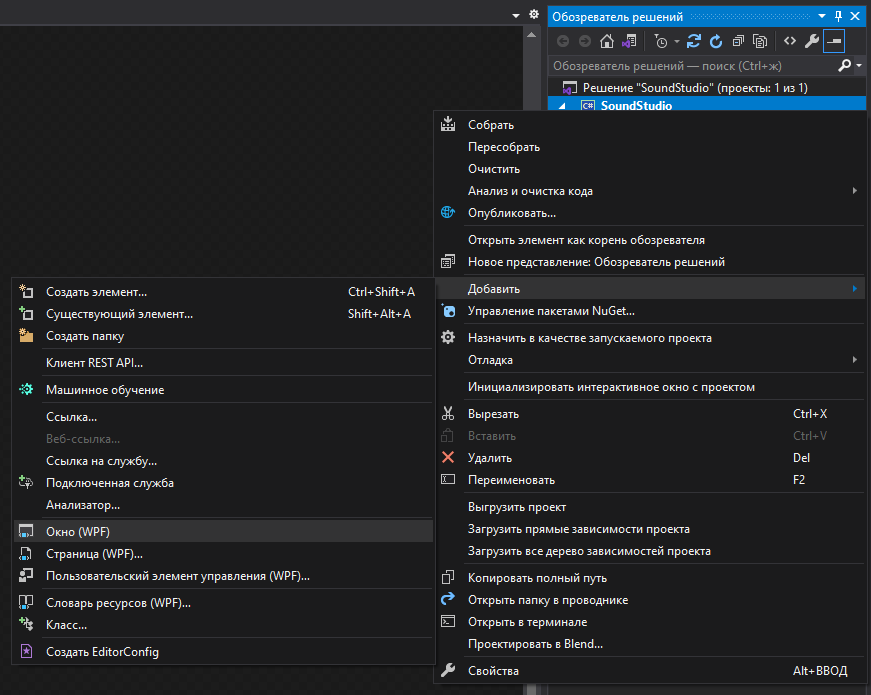 Обозреватель решений
Обозреватель решений — поиск (Ctrl+ж)
Решение "SoundStudio" (проекты: 1 из 1)
C# SoundStudio
Собрать
Пересобрать
Очистить
Анализ и очистка кода
Опубликовать...
Открыть элемент как корень обозревателя
Новое представление: Обозреватель решений
Добавить
Управление пакетами NuGet...
Назначить в качестве запускаемого проекта
Отладка
Инициализировать интерактивное окно с проектом
Вырезать Ctrl+X
Вставить Ctrl+V
Удалить Del
Переименовать F2
Выгрузить проект
Загрузить прямые зависимости проекта
Загрузить все дерево зависимостей проекта
Копировать полный путь
Открыть папку в проводнике
Открыть в терминале
Проектировать в Blend...
Свойства Alt+ВВОД
Создать элемент... Ctrl+Shift+A
Существующий элемент... Shift+Alt+A
Создать папку
Клиент REST API...
Машинное обучение
Ссылка...
Веб-ссылка...
Ссылка на службу...
Подключенная служба
Анализатор...
Окно (WPF)
Страница (WPF)...
Пользовательский элемент управления (WPF)...
Словарь ресурсов (WPF)...
Класс...
Создать EditorConfig